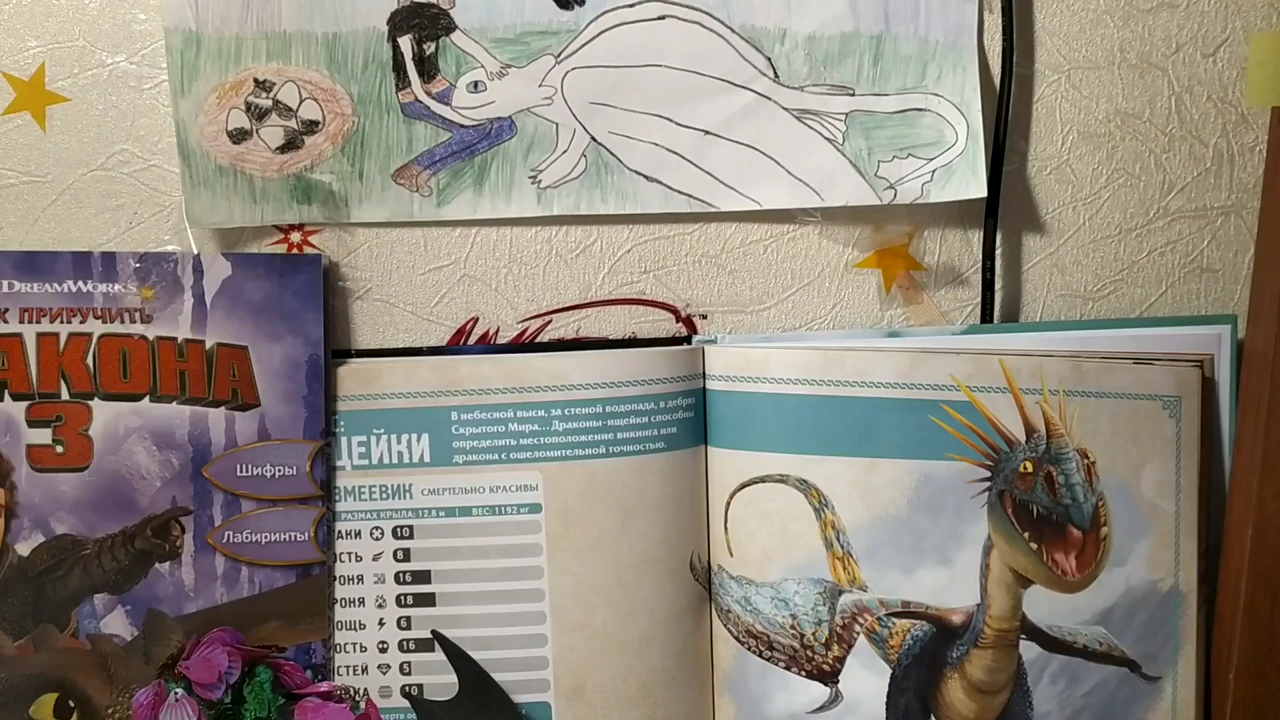 DREAMWORKS
К ПРИРУЧИТЬ
АКОНА
3
Шифры
Лабиринты
ЩЕЙКИ
В небесной выси, за стеной водопада, в дебрях
Скрытого Мира... Драконы-ищейки способны
определить местоположение викинга или
дракона с ошеломительной точностью.
ЗМЕЕВИК СМЕРТЕЛЬНО КРАСИВЫ
РАЗМАХ КРЫЛА: 12,8 м | ВЕС: 1192 кг
АКИ 10
ОСТЬ 8
РОНЯ 16
РОНЯ 18
ОЩЬ 6
ОСТЬ 16
СТЕЙ 5
КА 10